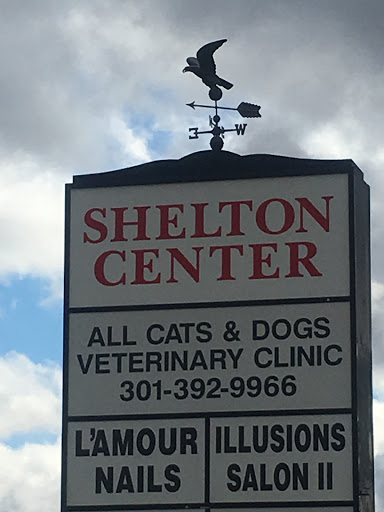 E W
SHELTON
CENTER
ALL CATS & DOGS
VETERINARY CLINIC
301-392-9966
L'AMOUR
NAILS
ILLUSIONS
SALON II